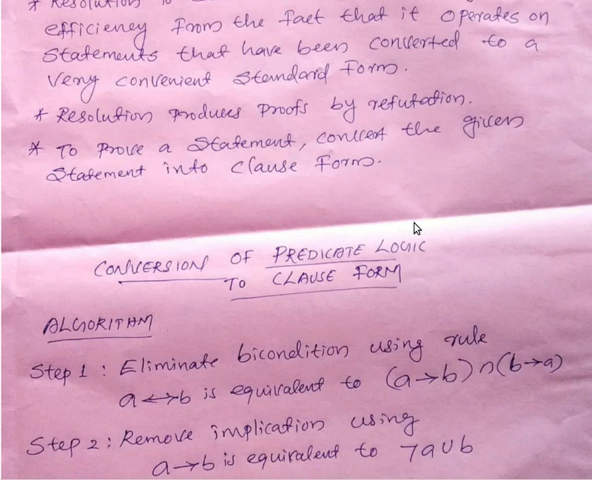 * Resolution is
efficiency from the fact that it operates on
statements that have been converted to a
very convenient standard form.
* Resolution produces proofs by refutation.
* To prove a statement, convert the given
statement into clause form.
CONVERSION OF PREDICATE LOGIC
TO CLAUSE FORM
ALGORITHM
Step 1 : Eliminate bicondition using rule
a↔b is equivalent to (a→b)∩(b→a)
Step 2 : Remove implication using
a→b is equivalent to ¬a∪b